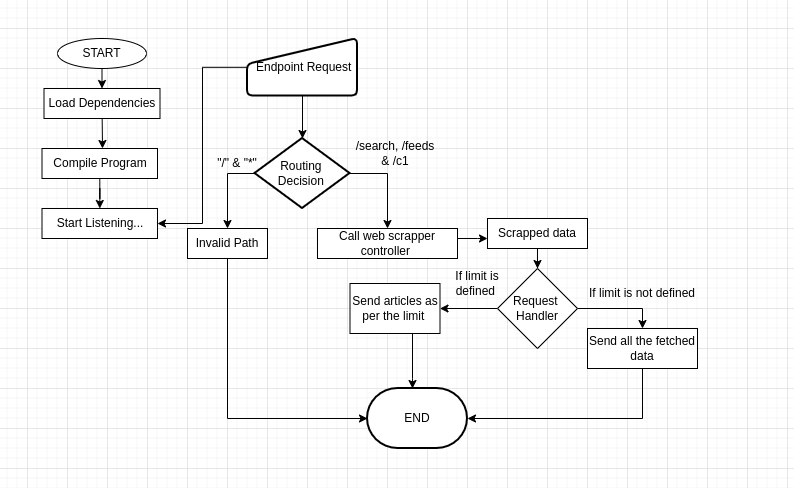 START
Load Dependencies
Compile Program
Start Listening...
Endpoint Request
Routing
Decision
"/" & "*"
/search, /feeds
& /c1
Invalid Path
Call web scrapper
controller
Scrapped data
Request
Handler
If limit is
defined
If limit is not defined
Send articles as
per the limit
Send all the fetched
data
END